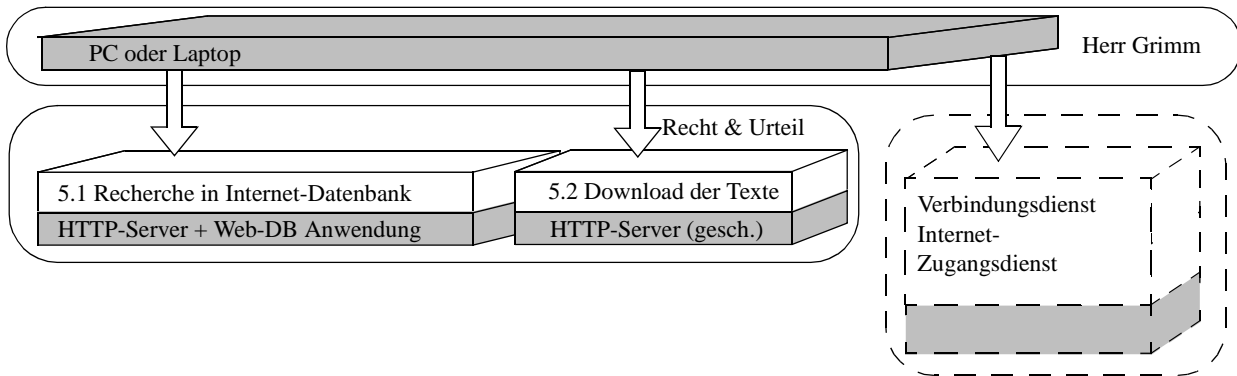 PC oder Laptop
Herr Grimm
Recht & Urteil
5.1 Recherche in Internet-Datenbank
HTTP-Server + Web-DB Anwendung
5.2 Download der Texte
HTTP-Server (gesch.)
Verbindungsdienst
Internet-
Zugangsdienst